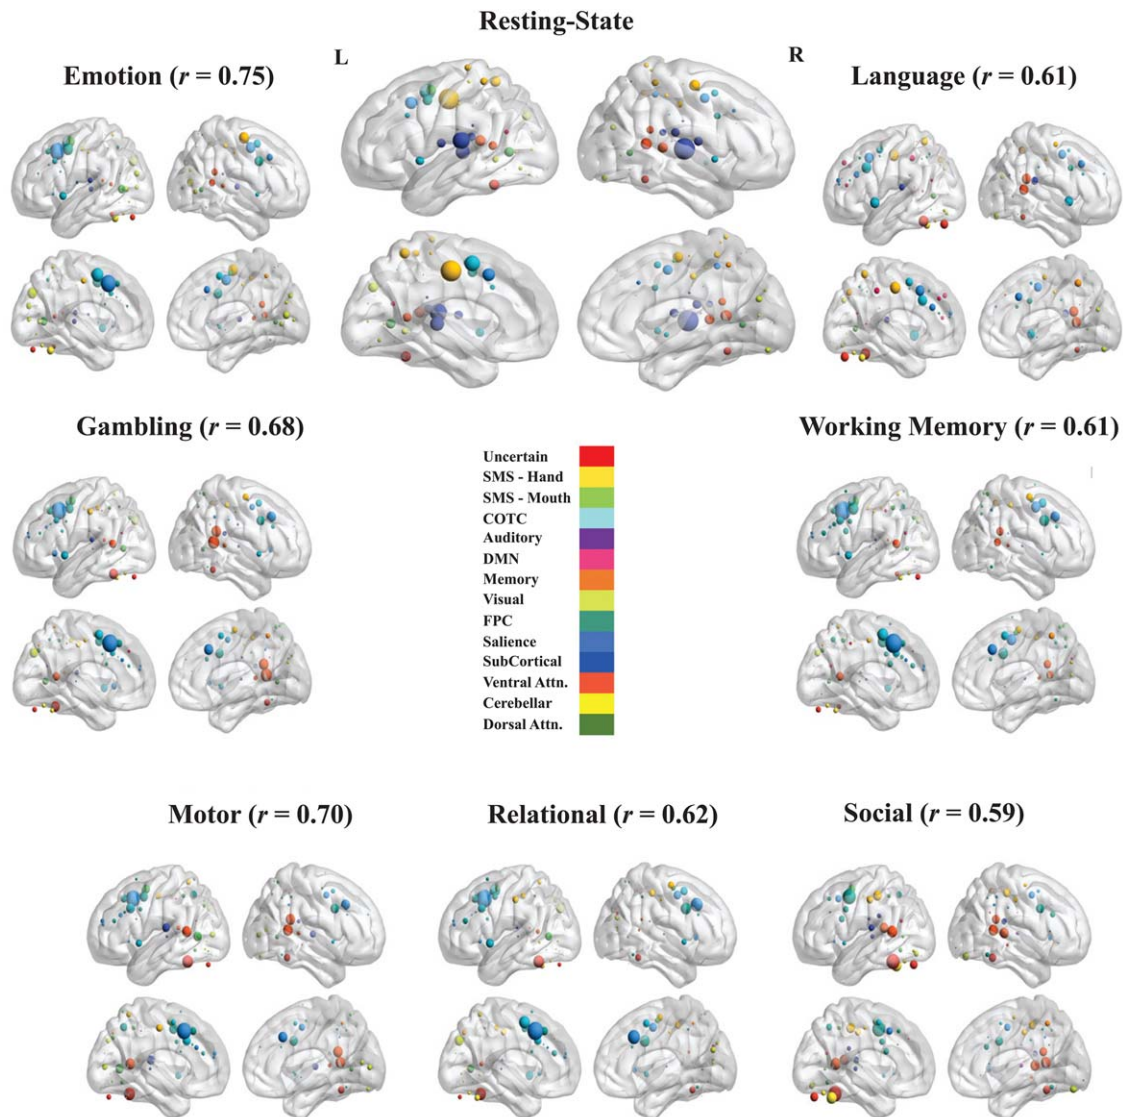 Resting-State
L
R
Emotion (r = 0.75)
Language (r = 0.61)
Gambling (r = 0.68)
Working Memory (r = 0.61)
Uncertain
SMS - Hand
SMS - Mouth
COTC
Auditory
DMN
Memory
Visual
FPC
Salience
SubCortical
Ventral Attn.
Cerebellar
Dorsal Attn.
Motor (r = 0.70)
Relational (r = 0.62)
Social (r = 0.59)